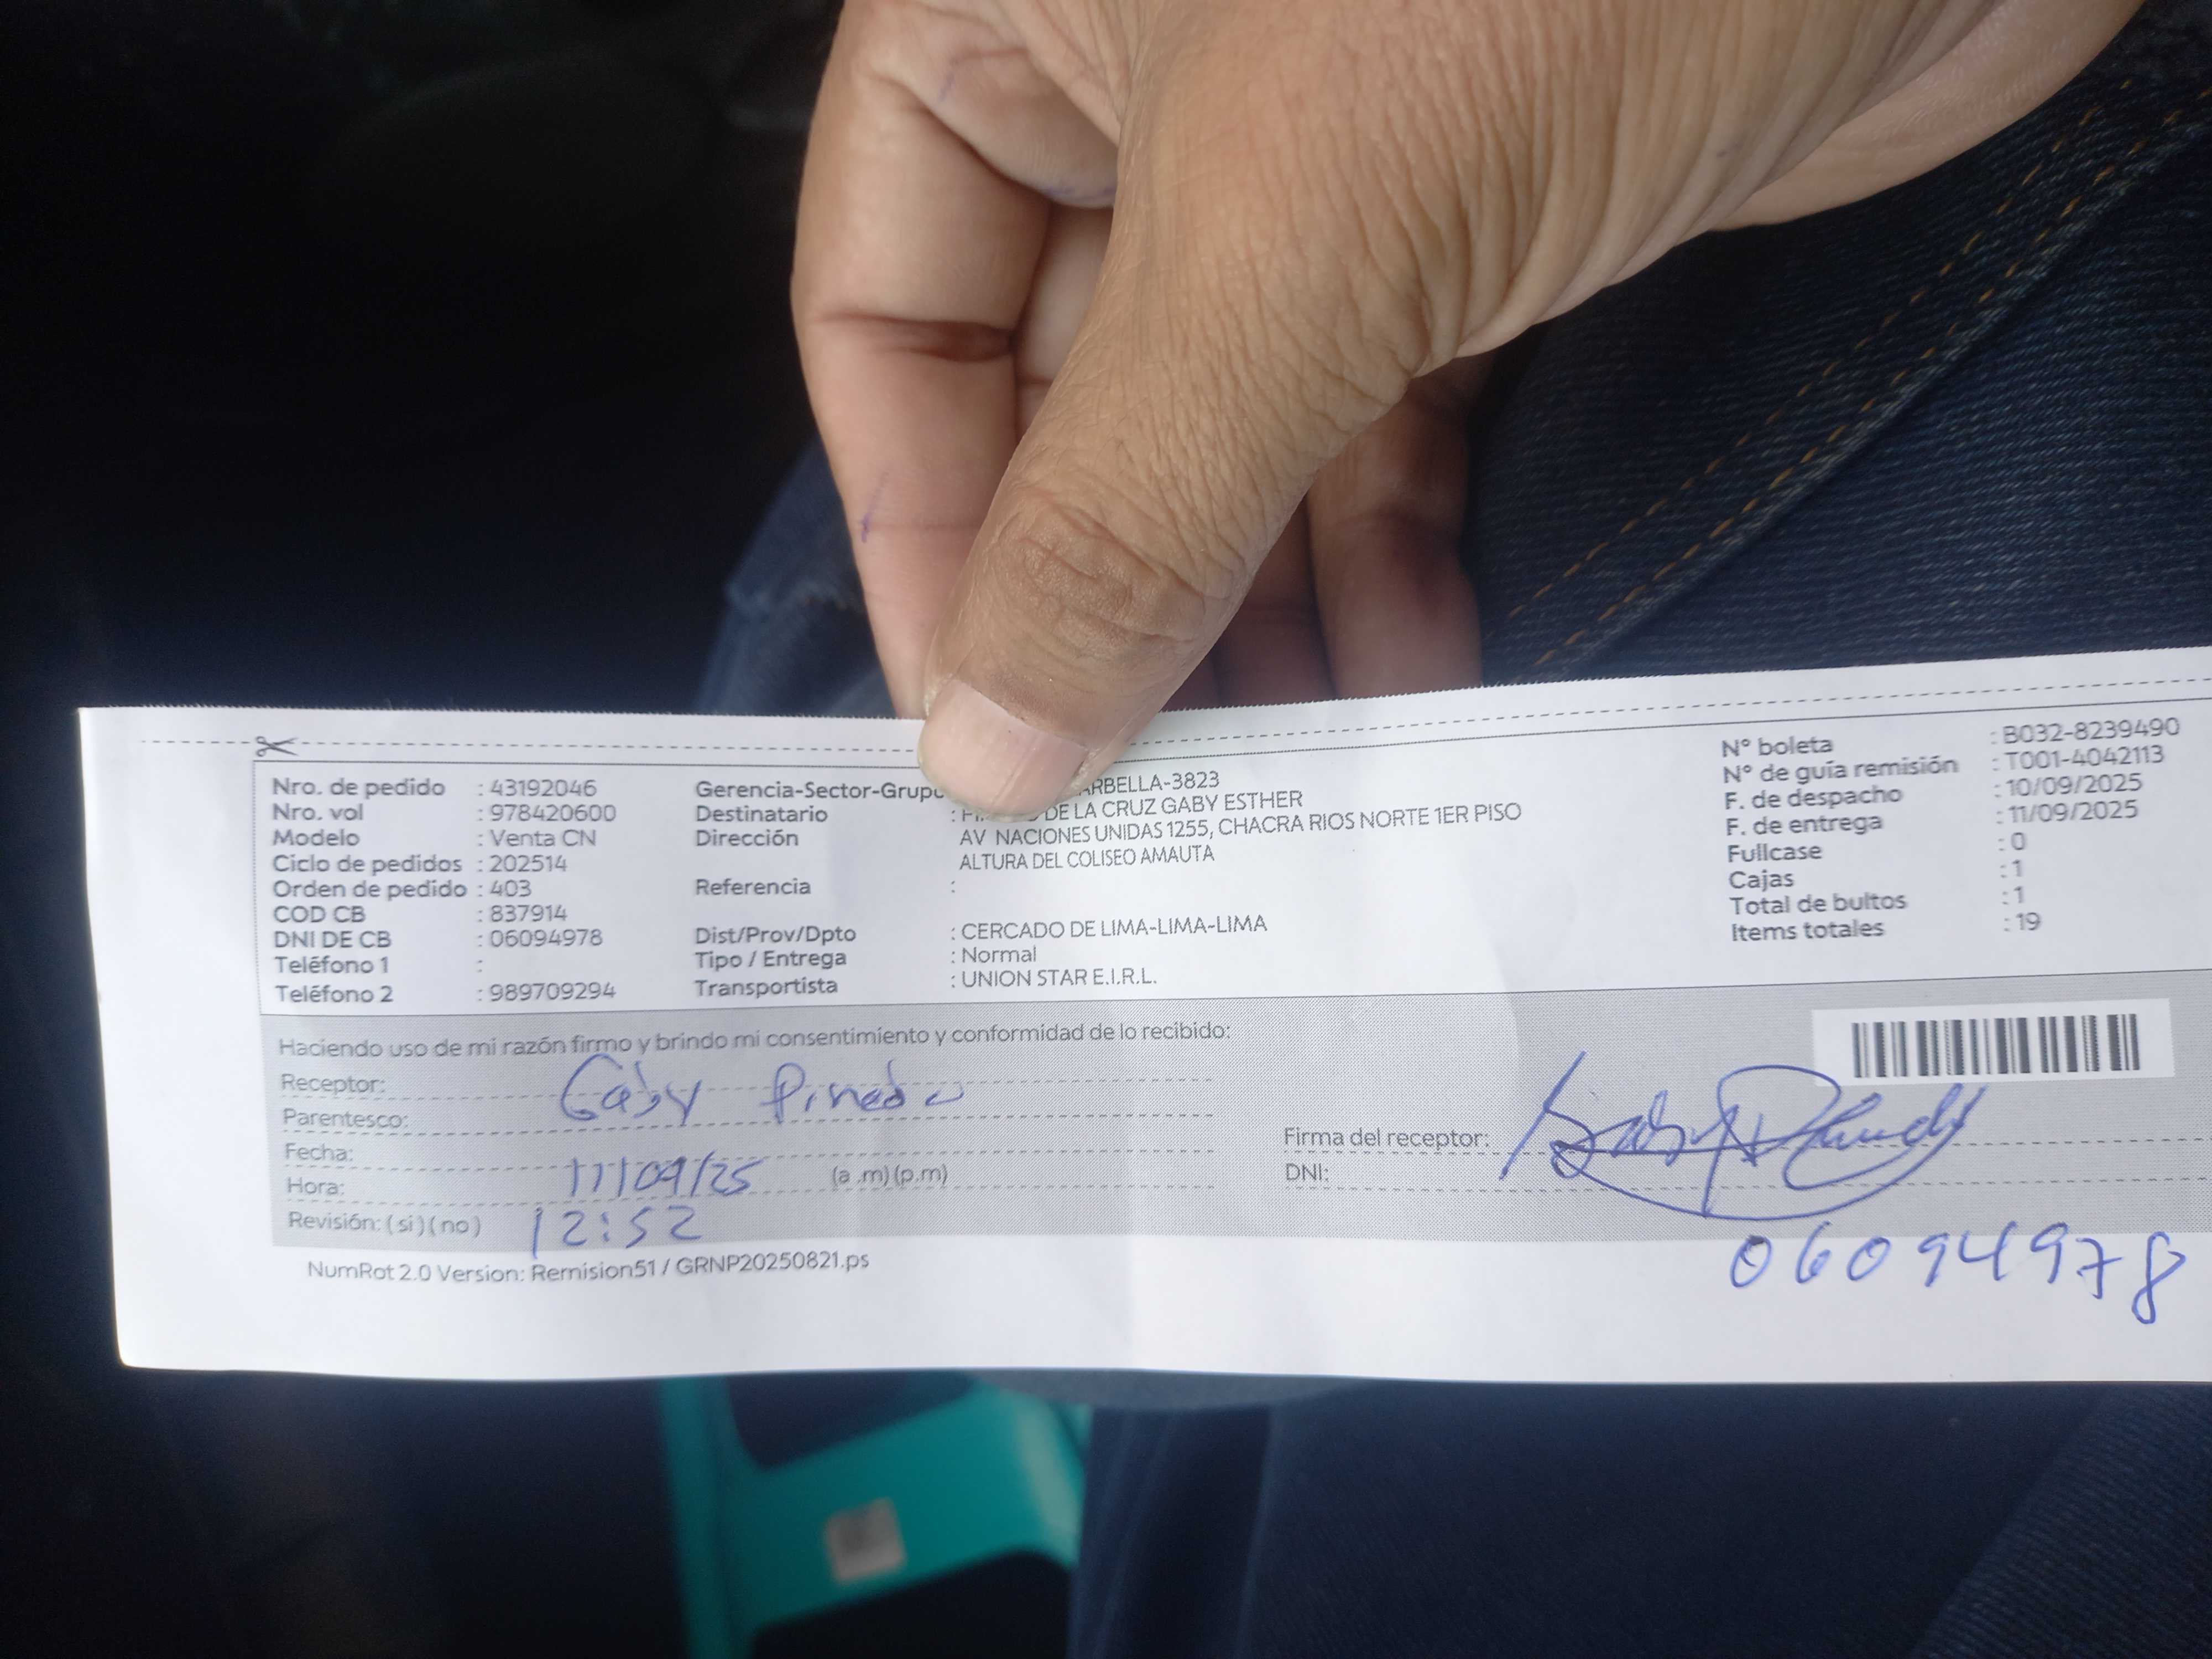 Nro. de pedido : 43192046
Nro. vol : 978420600
Modelo : Venta CN
Ciclo de pedidos : 202514
Orden de pedido : 403
COD CB : 837914
DNI DE CB : 06094978
Teléfono 1 :
Teléfono 2 : 989709294
Gerencia-Sector-Grupo ARBELLA-3823
Destinatario : DE LA CRUZ GABY ESTHER
Dirección AV NACIONES UNIDAS 1255, CHACRA RIOS NORTE 1ER PISO
ALTURA DEL COLISEO AMAUTA
Referencia :
Dist/Prov/Dpto : CERCADO DE LIMA-LIMA-LIMA
Tipo / Entrega : Normal
Transportista : UNION STAR E.I.R.L.
N° boleta : B032-8239490
N° de guía remisión : T001-4042113
F. de despacho : 10/09/2025
F. de entrega : 11/09/2025
Fullcase : 0
Cajas : 1
Total de bultos : 1
Items totales : 19
Haciendo uso de mi razón firmo y brindo mi consentimiento y conformidad de lo recibido:
Receptor: Gaby Pinedo
Parentesco:
Fecha: 11/09/25
Hora: (a .m) (p.m)
Revisión: ( si ) ( no ) 12:52
Firma del receptor:
DNI: 06094978
NumRot 2.0 Version: Remision51 / GRNP20250821.ps